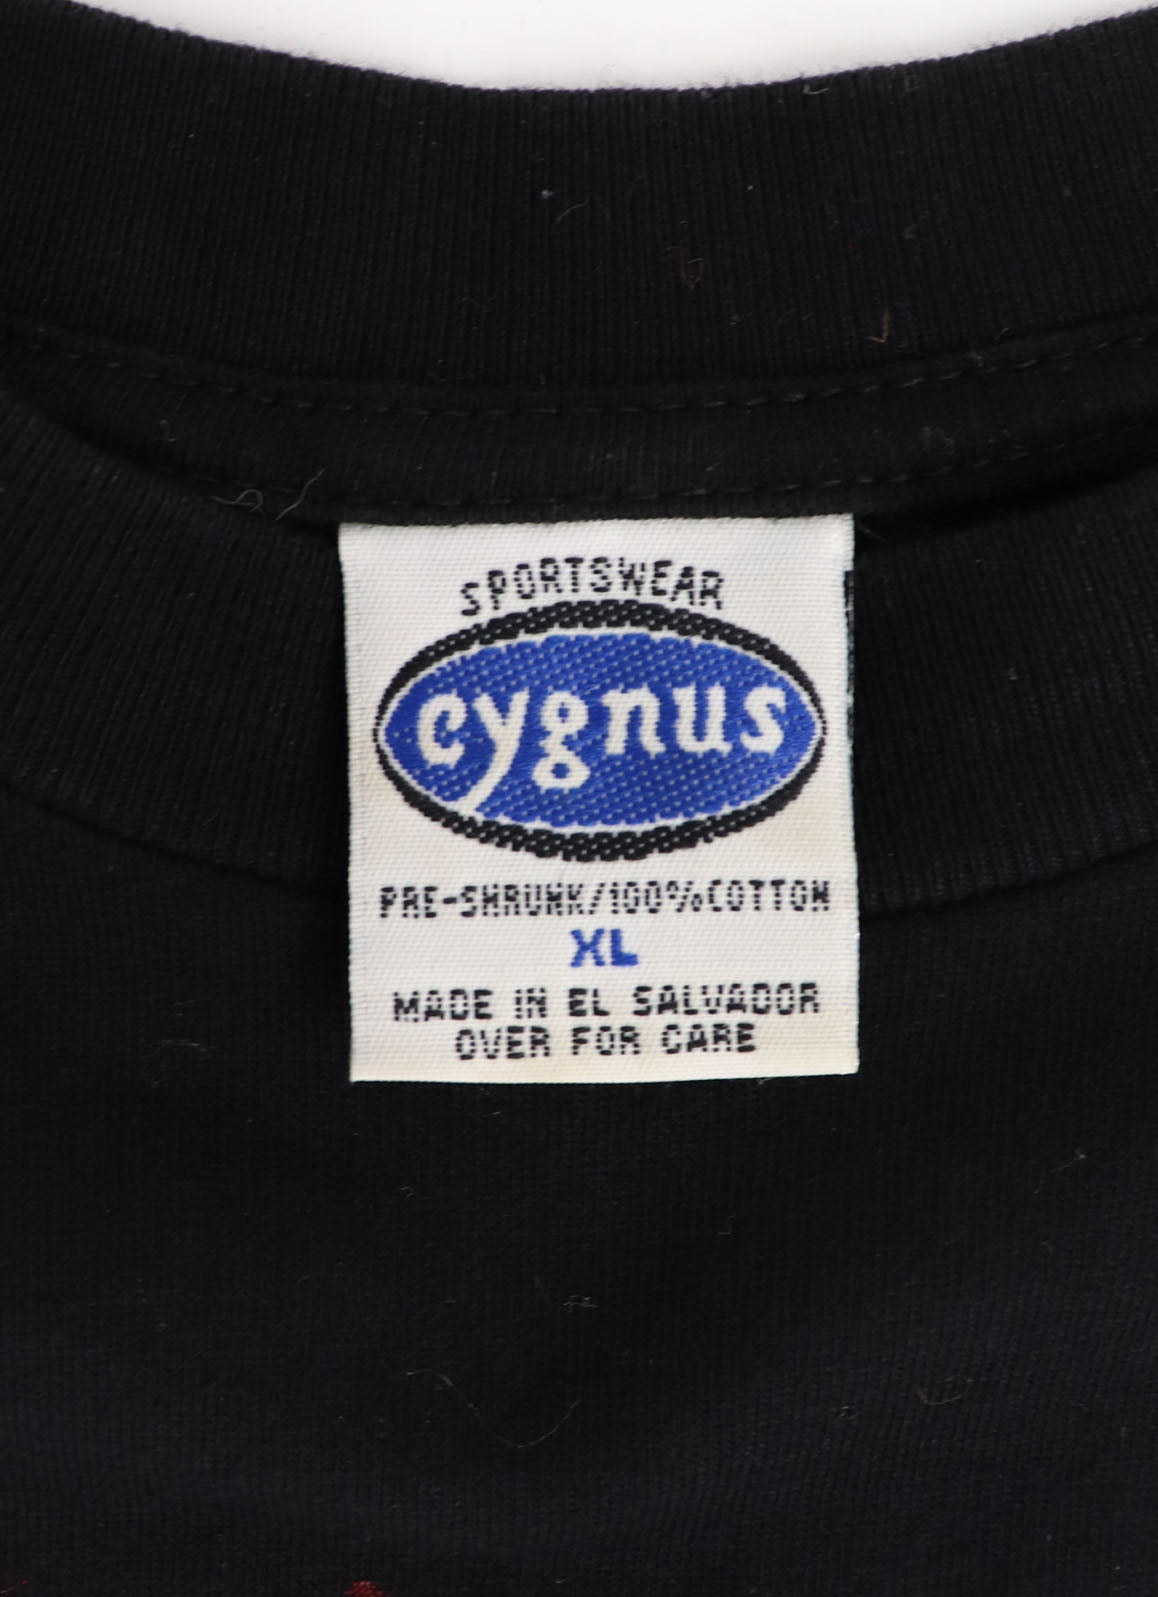 SPORTSWEAR
cygnus
PRE-SHRUNK/100%COTTON
XL
MADE IN EL SALVADOR
OVER FOR CARE